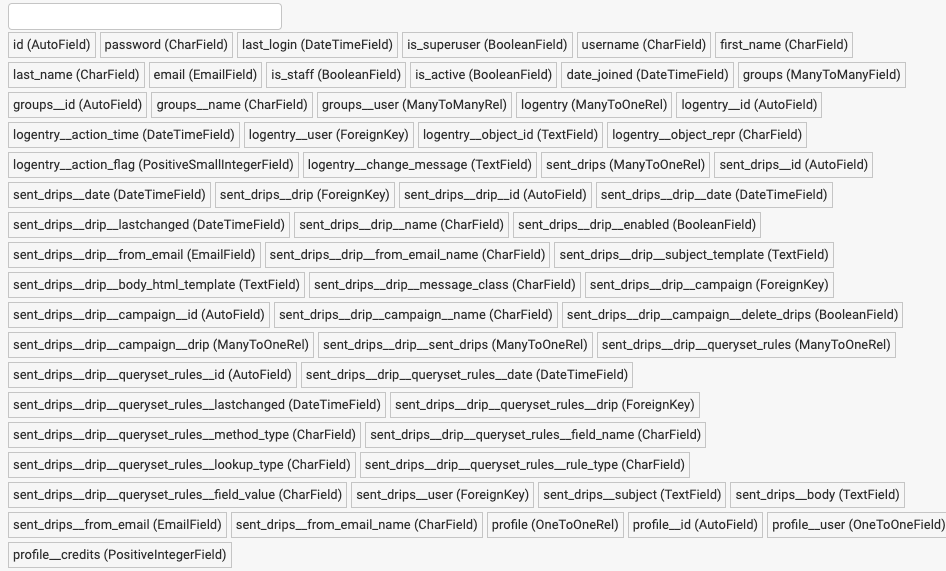 id (AutoField) password (CharField) last_login (DateTimeField) is_superuser (BooleanField) username (CharField) first_name (CharField)
last_name (CharField) email (EmailField) is_staff (BooleanField) is_active (BooleanField) date_joined (DateTimeField) groups (ManyToManyField)
groups__id (AutoField) groups__name (CharField) groups__user (ManyToManyRel) logentry (ManyToOneRel) logentry__id (AutoField)
logentry__action_time (DateTimeField) logentry__user (ForeignKey) logentry__object_id (TextField) logentry__object_repr (CharField)
logentry__action_flag (PositiveSmallIntegerField) logentry__change_message (TextField) sent_drips (ManyToOneRel) sent_drips__id (AutoField)
sent_drips__date (DateTimeField) sent_drips__drip (ForeignKey) sent_drips__drip__id (AutoField) sent_drips__drip__date (DateTimeField)
sent_drips__drip__lastchanged (DateTimeField) sent_drips__drip__name (CharField) sent_drips__drip__enabled (BooleanField)
sent_drips__drip__from_email (EmailField) sent_drips__drip__from_email_name (CharField) sent_drips__drip__subject_template (TextField)
sent_drips__drip__body_html_template (TextField) sent_drips__drip__message_class (CharField) sent_drips__drip__campaign (ForeignKey)
sent_drips__drip__campaign__id (AutoField) sent_drips__drip__campaign__name (CharField) sent_drips__drip__campaign__delete_drips (BooleanField)
sent_drips__drip__campaign__drip (ManyToOneRel) sent_drips__drip__sent_drips (ManyToOneRel) sent_drips__drip__queryset_rules (ManyToOneRel)
sent_drips__drip__queryset_rules__id (AutoField) sent_drips__drip__queryset_rules__date (DateTimeField)
sent_drips__drip__queryset_rules__lastchanged (DateTimeField) sent_drips__drip__queryset_rules__drip (ForeignKey)
sent_drips__drip__queryset_rules__method_type (CharField) sent_drips__drip__queryset_rules__field_name (CharField)
sent_drips__drip__queryset_rules__lookup_type (CharField) sent_drips__drip__queryset_rules__rule_type (CharField)
sent_drips__drip__queryset_rules__field_value (CharField) sent_drips__user (ForeignKey) sent_drips__subject (TextField) sent_drips__body (TextField)
sent_drips__from_email (EmailField) sent_drips__from_email_name (CharField) profile (OneToOneRel) profile__id (AutoField) profile__user (OneToOneField)
profile__credits (PositiveIntegerField)